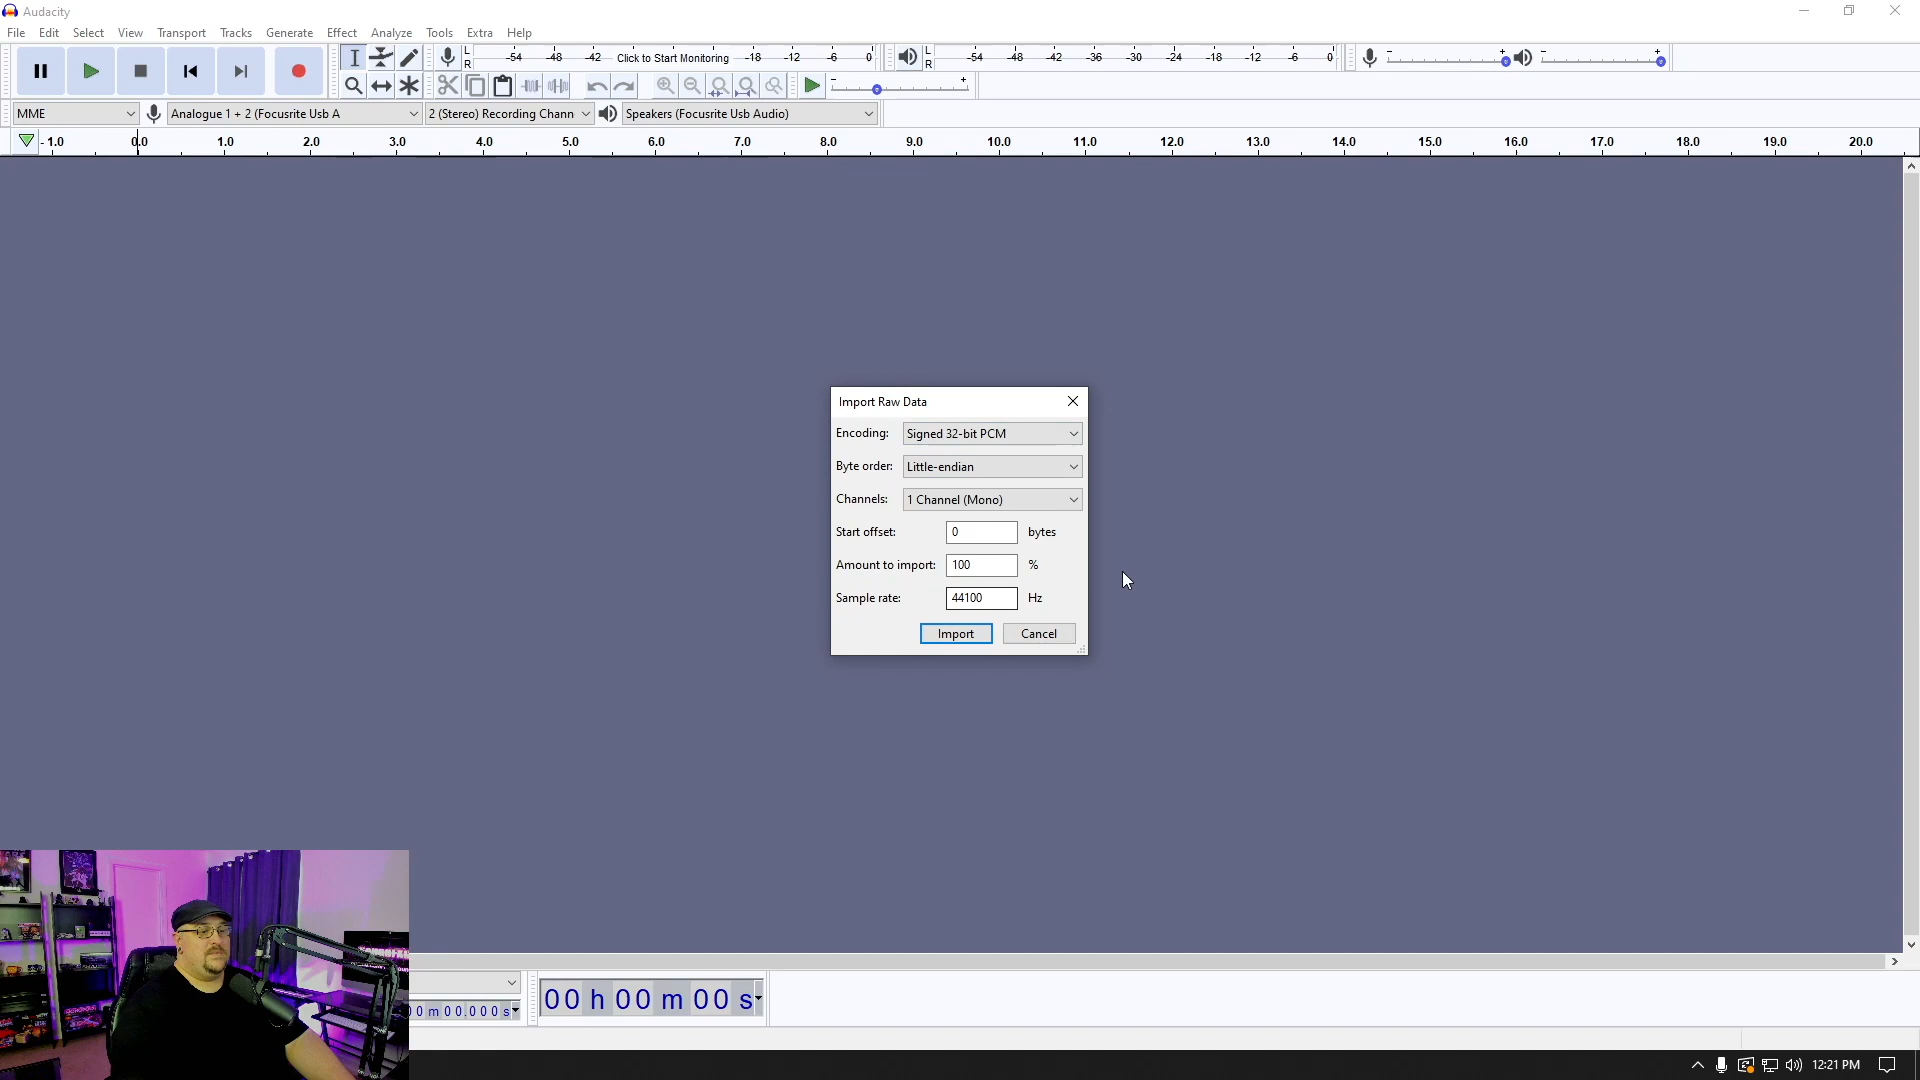 Audacity
File Edit Select View Transport Tracks Generate Effect Analyze Tools Extra Help
L
R
-54 -48 -42 Click to Start Monitoring -18 -12 -6 0
L
R
-54 -48 -42 -36 -30 -24 -18 -12 -6 0
- +
- +
- +
MME
Analogue 1 + 2 (Focusrite Usb A
2 (Stereo) Recording Chann
Speakers (Focusrite Usb Audio)
-1.0 0.0 1.0 2.0 3.0 4.0 5.0 6.0 7.0 8.0 9.0 10.0 11.0 12.0 13.0 14.0 15.0 16.0 17.0 18.0 19.0 20.0
Import Raw Data
Encoding: Signed 32-bit PCM
Byte order: Little-endian
Channels: 1 Channel (Mono)
Start offset: 0 bytes
Amount to import: 100 %
Sample rate: 44100 Hz
Import Cancel
00 h 00 m 00 s
0 m 00.000 s
12:21 PM